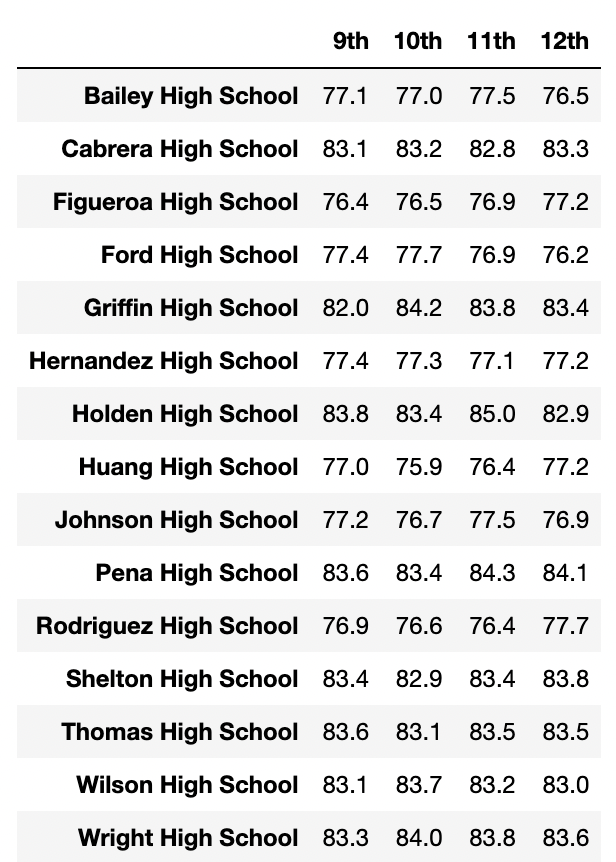 9th 10th 11th 12th
Bailey High School 77.1 77.0 77.5 76.5
Cabrera High School 83.1 83.2 82.8 83.3
Figueroa High School 76.4 76.5 76.9 77.2
Ford High School 77.4 77.7 76.9 76.2
Griffin High School 82.0 84.2 83.8 83.4
Hernandez High School 77.4 77.3 77.1 77.2
Holden High School 83.8 83.4 85.0 82.9
Huang High School 77.0 75.9 76.4 77.2
Johnson High School 77.2 76.7 77.5 76.9
Pena High School 83.6 83.4 84.3 84.1
Rodriguez High School 76.9 76.6 76.4 77.7
Shelton High School 83.4 82.9 83.4 83.8
Thomas High School 83.6 83.1 83.5 83.5
Wilson High School 83.1 83.7 83.2 83.0
Wright High School 83.3 84.0 83.8 83.6